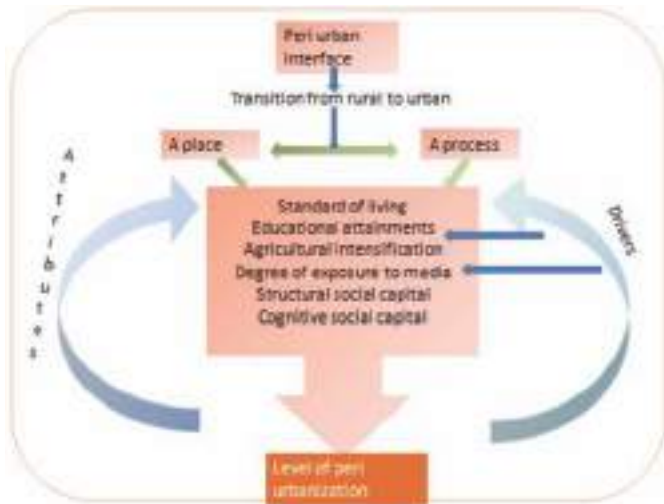 Peri urban
interface
Transition from rural to urban
A place
A process
Attributes
Standard of living
Educational attainments
Agricultural intensification
Degree of exposure to media
Structural social capital
Cognitive social capital
Drivers
Level of peri
urbanization